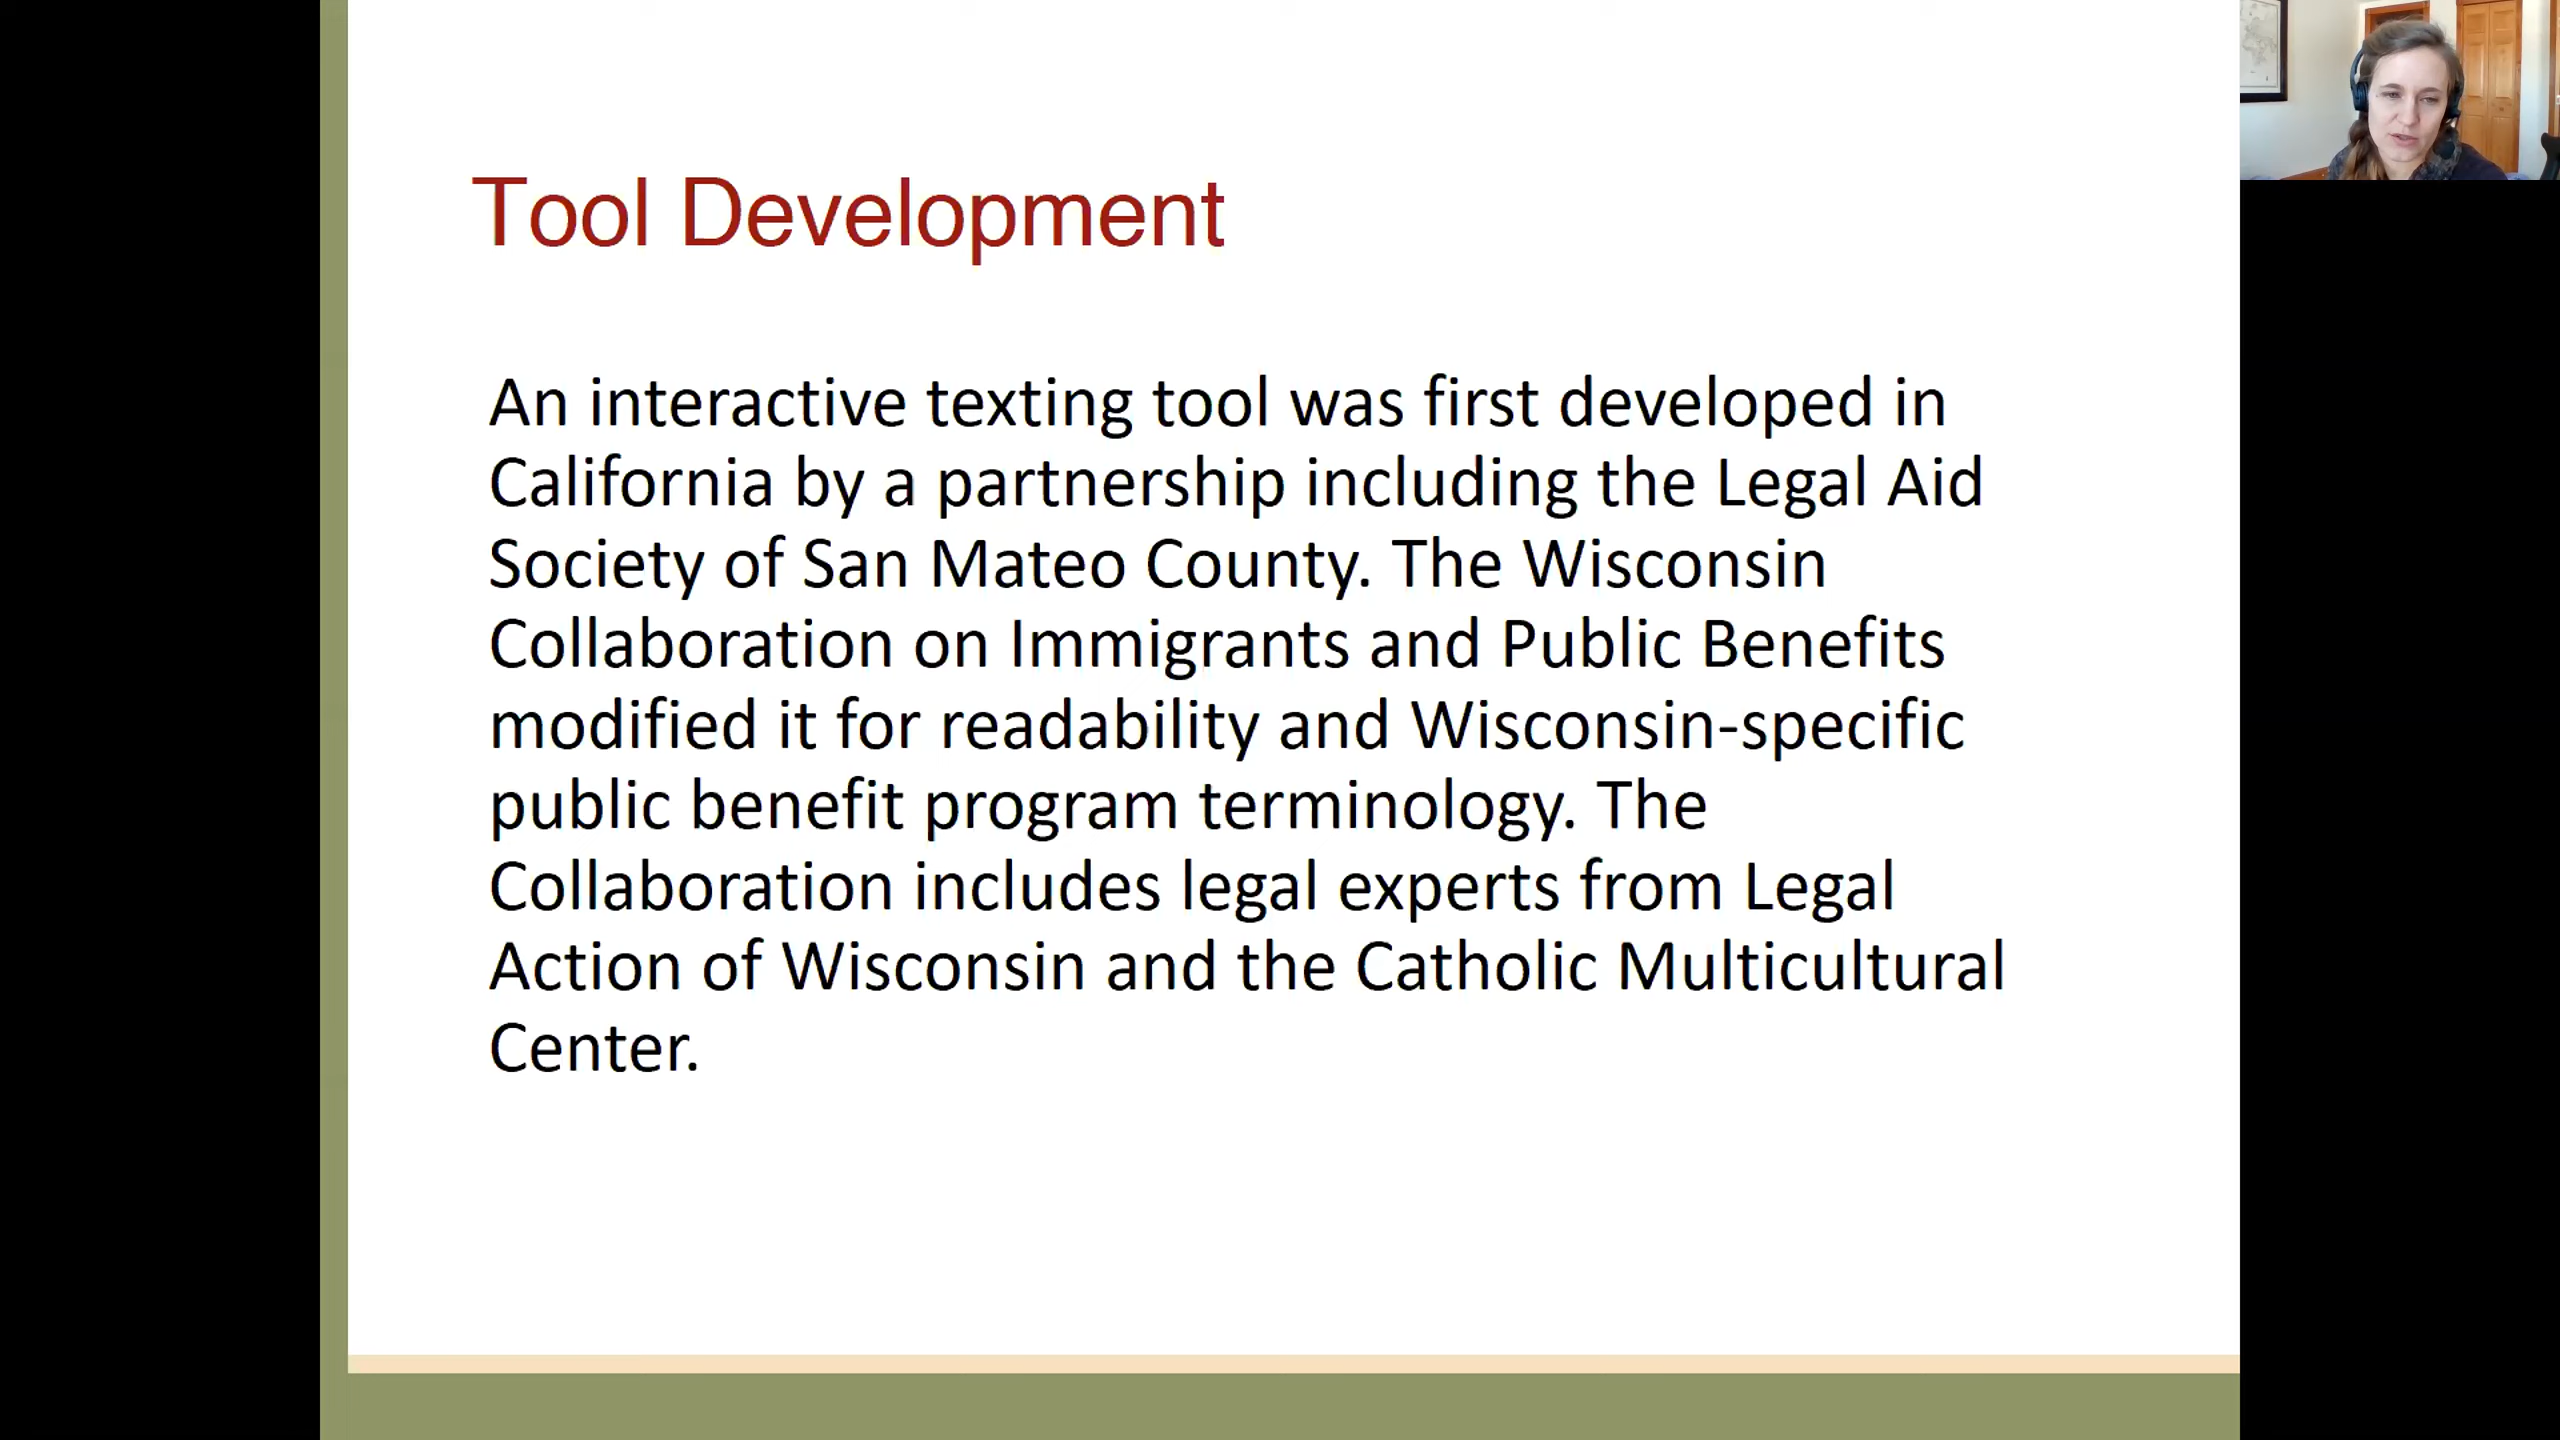 Tool Development
An interactive texting tool was first developed in
California by a partnership including the Legal Aid
Society of San Mateo County. The Wisconsin
Collaboration on Immigrants and Public Benefits
modified it for readability and Wisconsin-specific
public benefit program terminology. The
Collaboration includes legal experts from Legal
Action of Wisconsin and the Catholic Multicultural
Center.